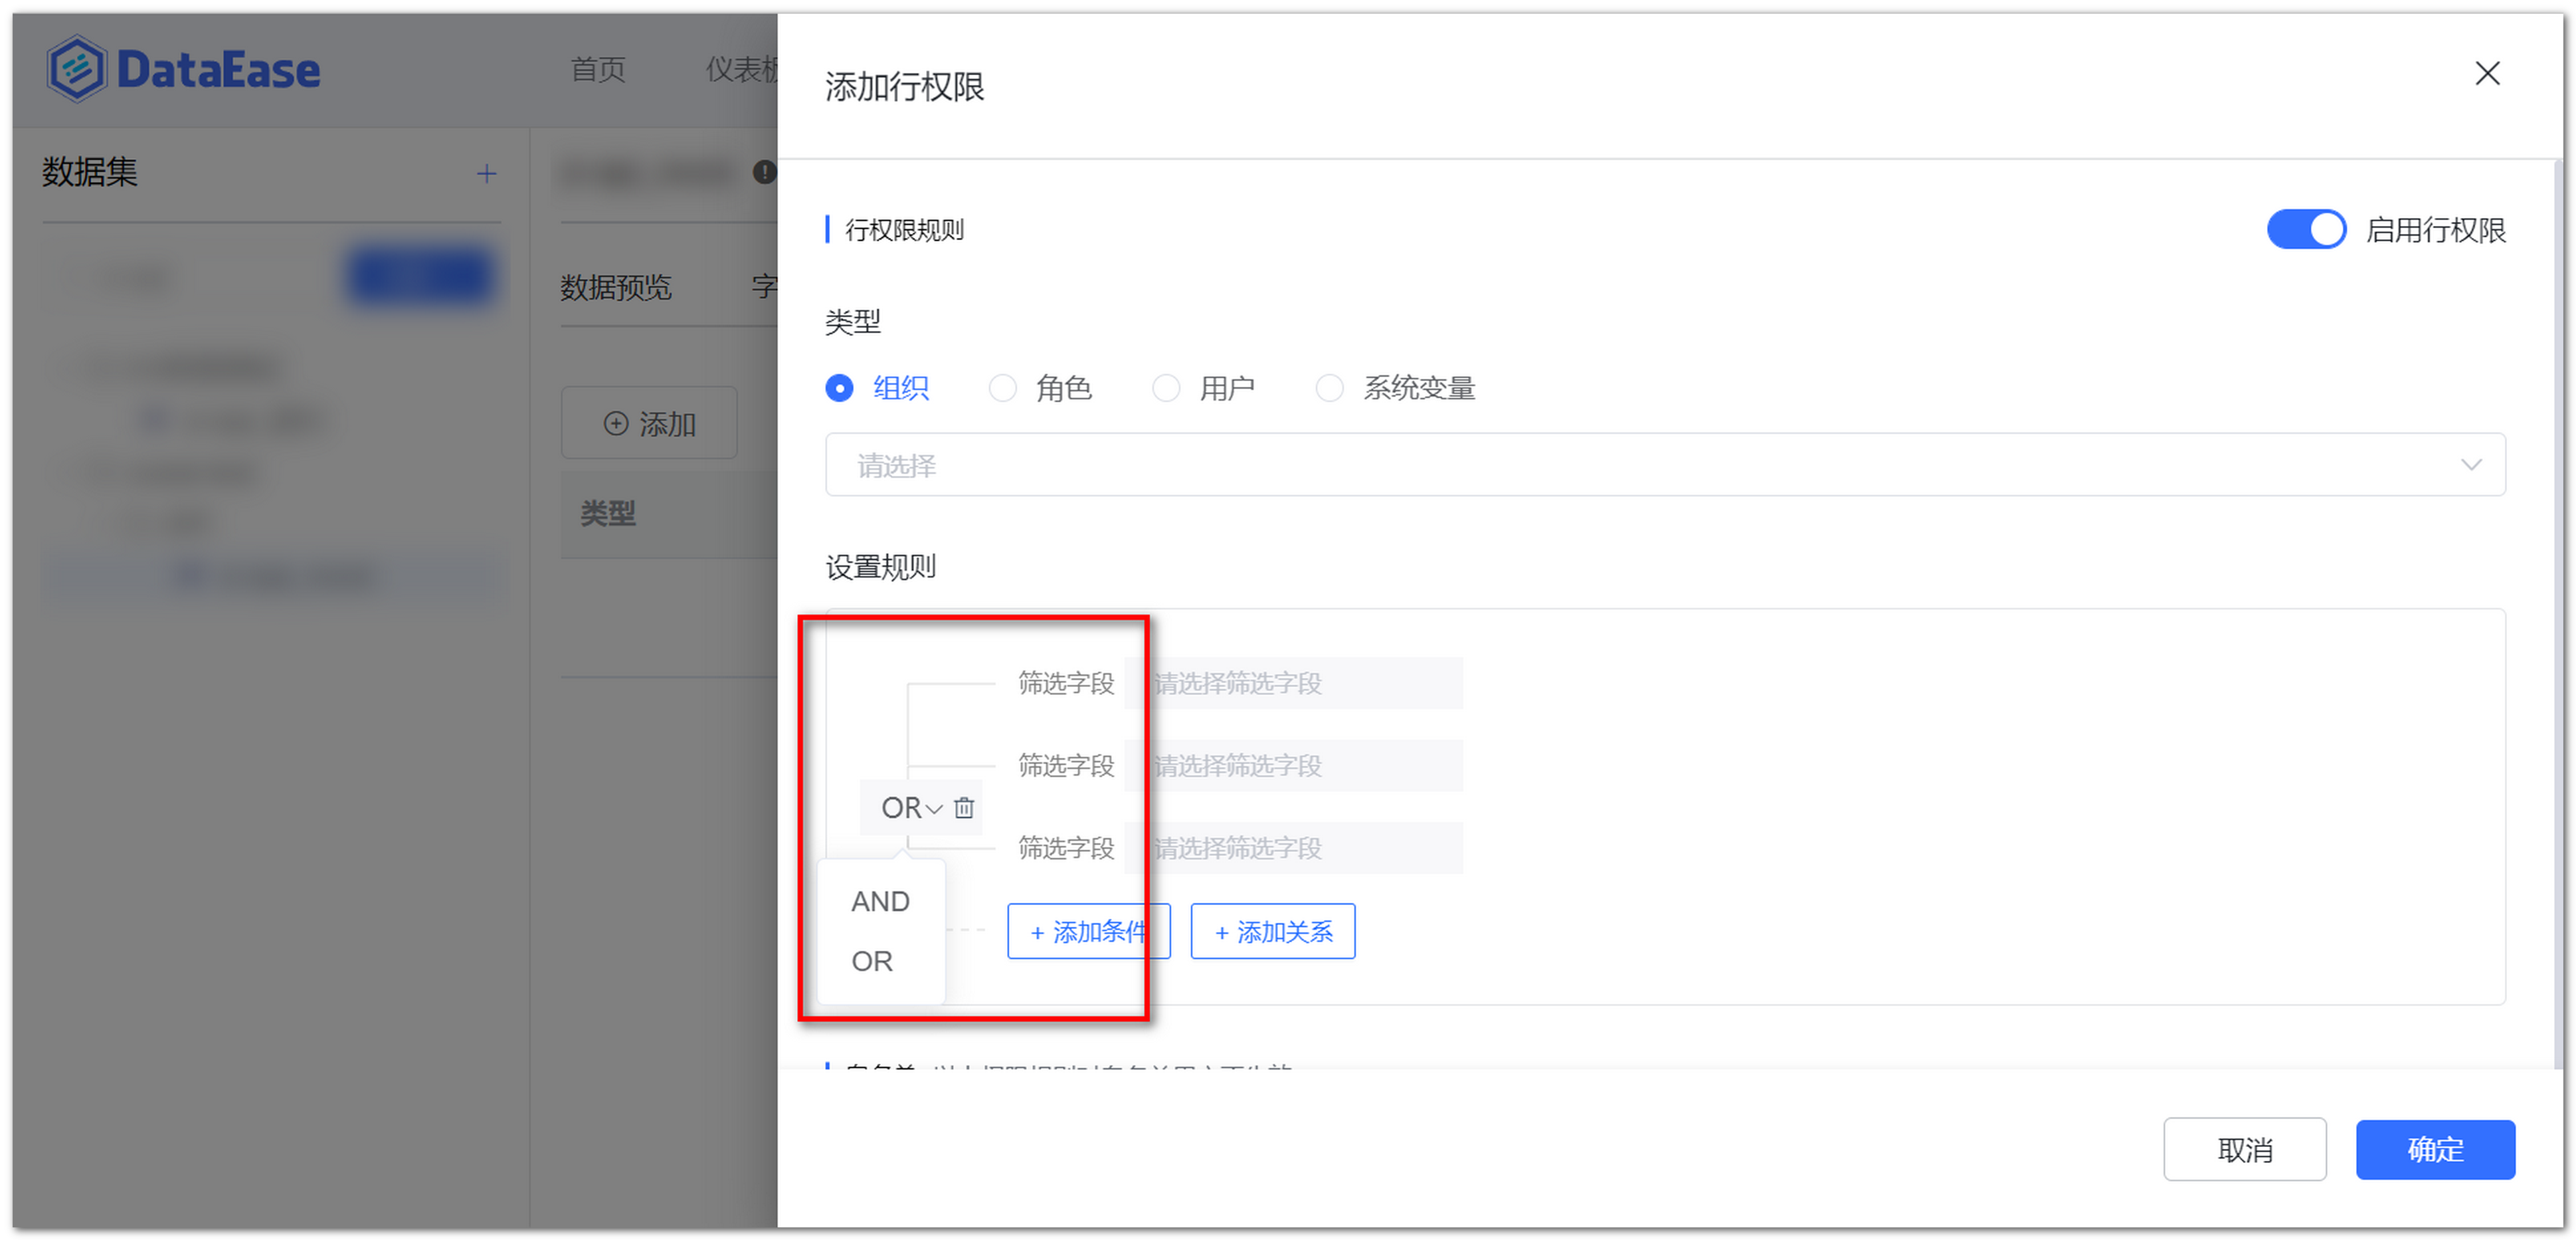 DataEase
首页
仪表板
添加行权限
数据集
+
行权限规则
启用行权限
数据预览
字
类型
组织
角色
用户
系统变量
添加
请选择
类型
设置规则
筛选字段
请选择筛选字段
筛选字段
请选择筛选字段
OR
筛选字段
请选择筛选字段
AND
+ 添加条件
+ 添加关系
OR
取消
确定